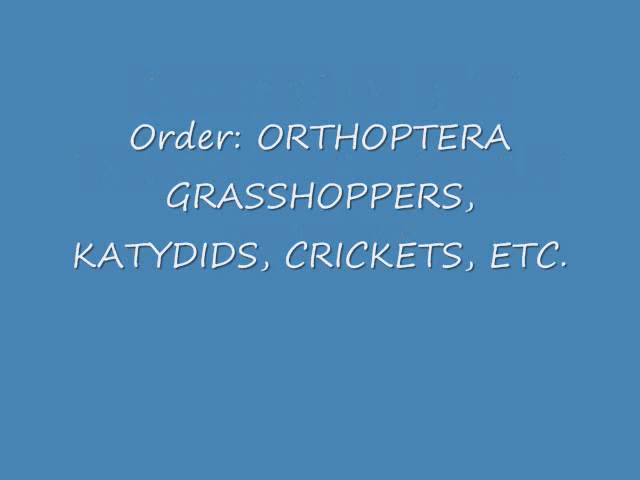 Order: ORTHOPTERA
GRASSHOPPERS,
KATYDIDS, CRICKETS, ETC.